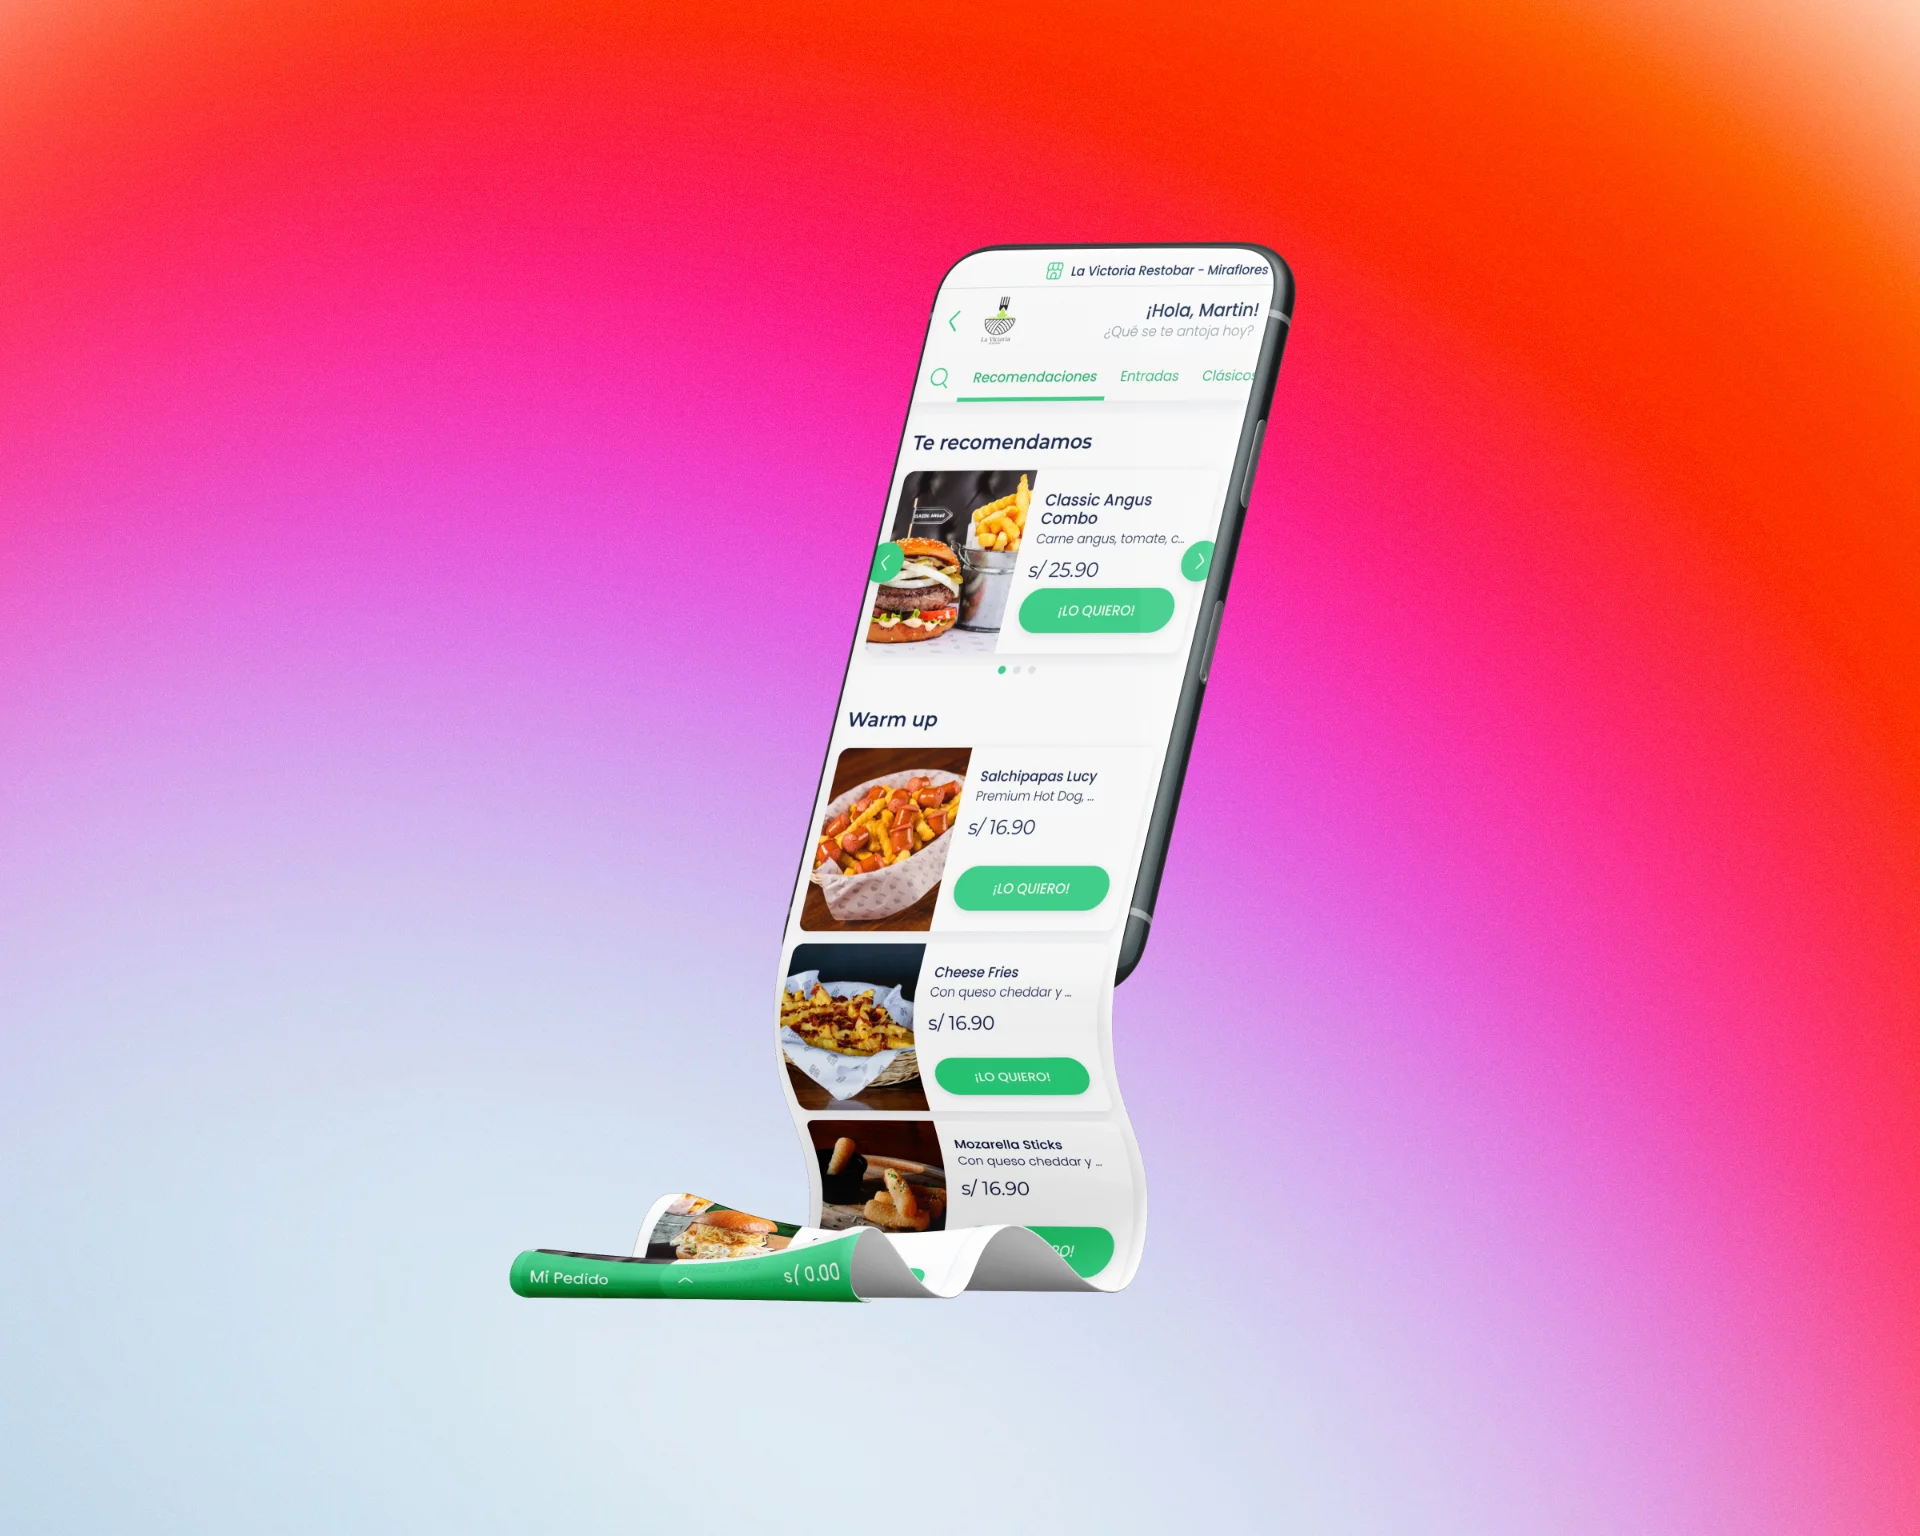 La Victoria Restobar - Miraflores
La Victoria
¡Hola, Martin!
¿Qué se te antoja hoy?
Recomendaciones Entradas Clásicos
Te recomendamos
Classic Angus
Combo
Carne angus, tomate, c...
s/ 25.90
¡LO QUIERO!
Warm up
Salchipapas Lucy
Premium Hot Dog, ...
s/ 16.90
¡LO QUIERO!
Cheese Fries
Con queso cheddar y ...
s/ 16.90
¡LO QUIERO!
Mozarella Sticks
Con queso cheddar y ...
s/ 16.90
Mi Pedido
s/ 0.00